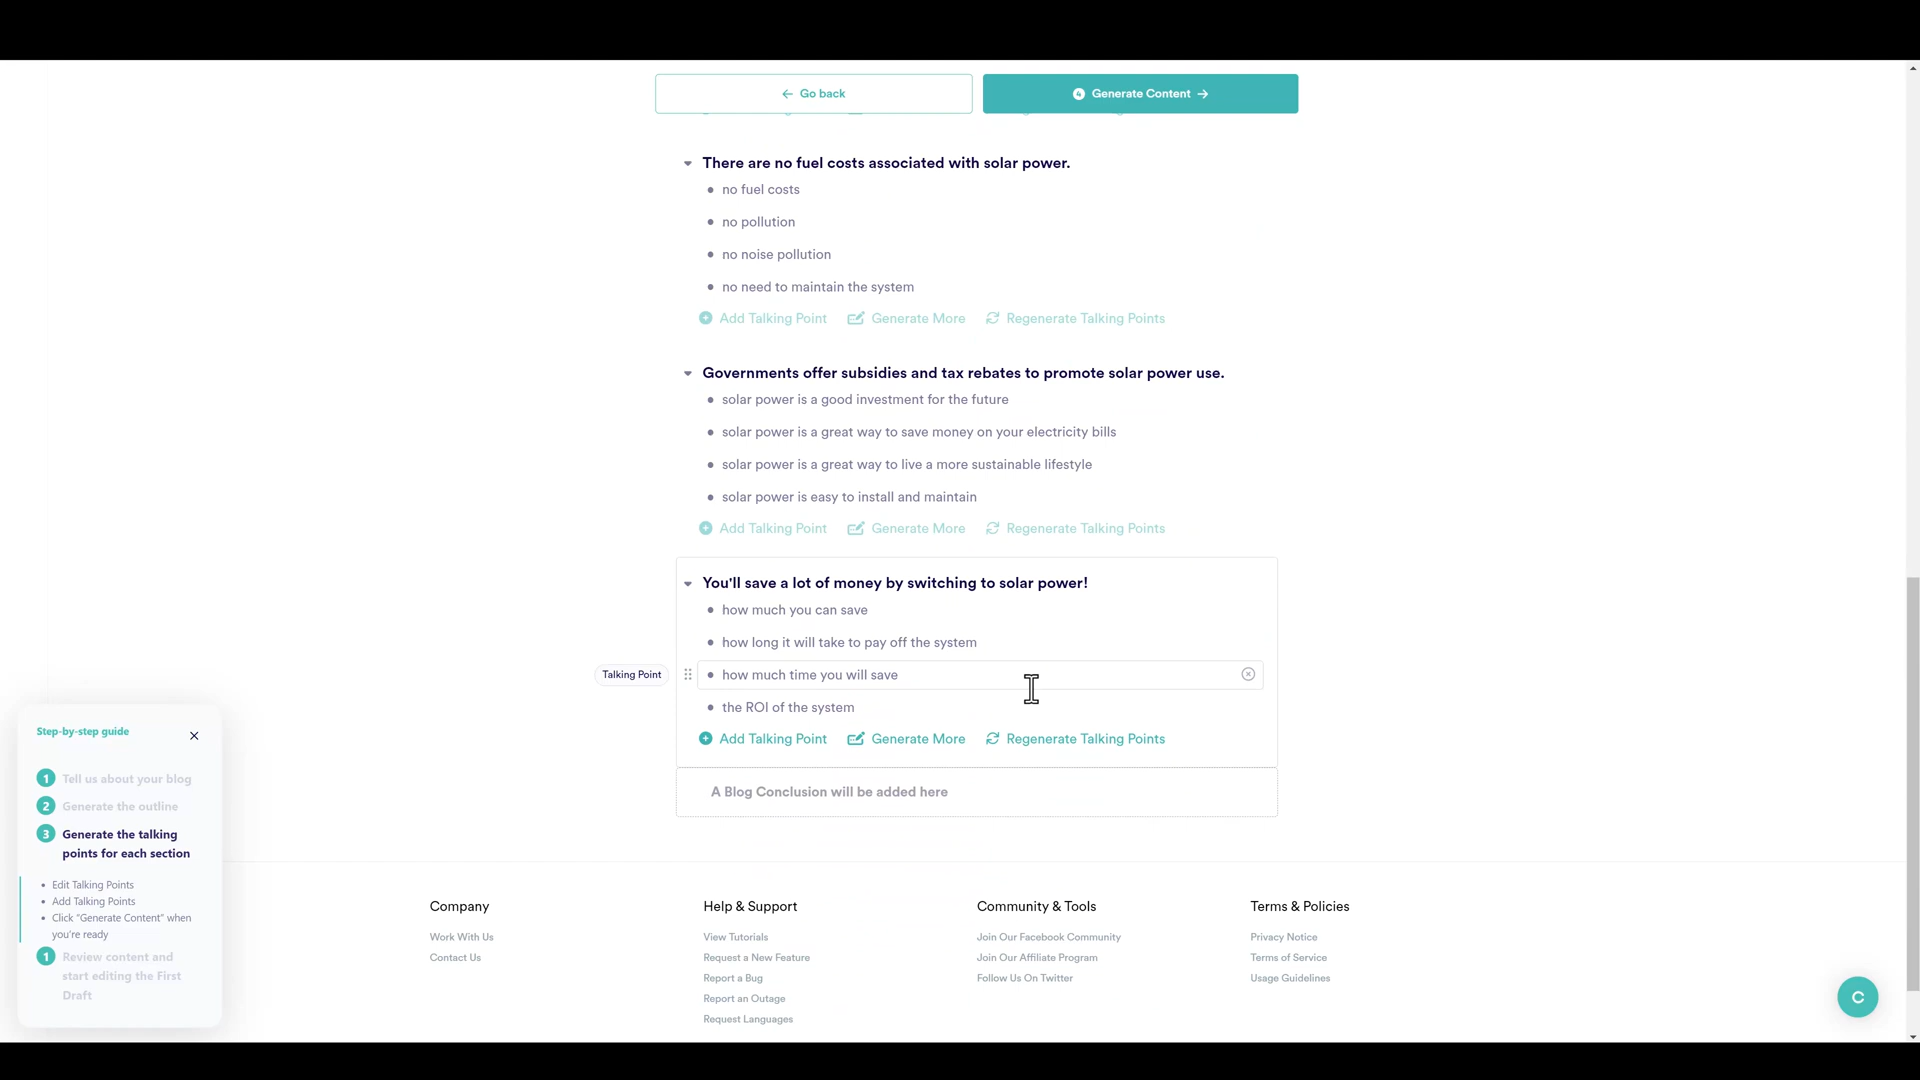 Go back
4 Generate Content
There are no fuel costs associated with solar power.
• no fuel costs
• no pollution
• no noise pollution
• no need to maintain the system
Add Talking Point Generate More Regenerate Talking Points
Governments offer subsidies and tax rebates to promote solar power use.
• solar power is a good investment for the future
• solar power is a great way to save money on your electricity bills
• solar power is a great way to live a more sustainable lifestyle
• solar power is easy to install and maintain
Add Talking Point Generate More Regenerate Talking Points
You'll save a lot of money by switching to solar power!
• how much you can save
• how long it will take to pay off the system
Talking Point • how much time you will save
• the ROI of the system
Add Talking Point Generate More Regenerate Talking Points
A Blog Conclusion will be added here
Step-by-step guide
1 Tell us about your blog
2 Generate the outline
3 Generate the talking
points for each section
• Edit Talking Points
• Add Talking Points
• Click "Generate Content" when
you're ready
1 Review content and
start editing the First
Draft
Company
Work With Us
Contact Us
Help & Support
View Tutorials
Request a New Feature
Report a Bug
Report an Outage
Request Languages
Community & Tools
Join Our Facebook Community
Join Our Affiliate Program
Follow Us On Twitter
Terms & Policies
Privacy Notice
Terms of Service
Usage Guidelines
C